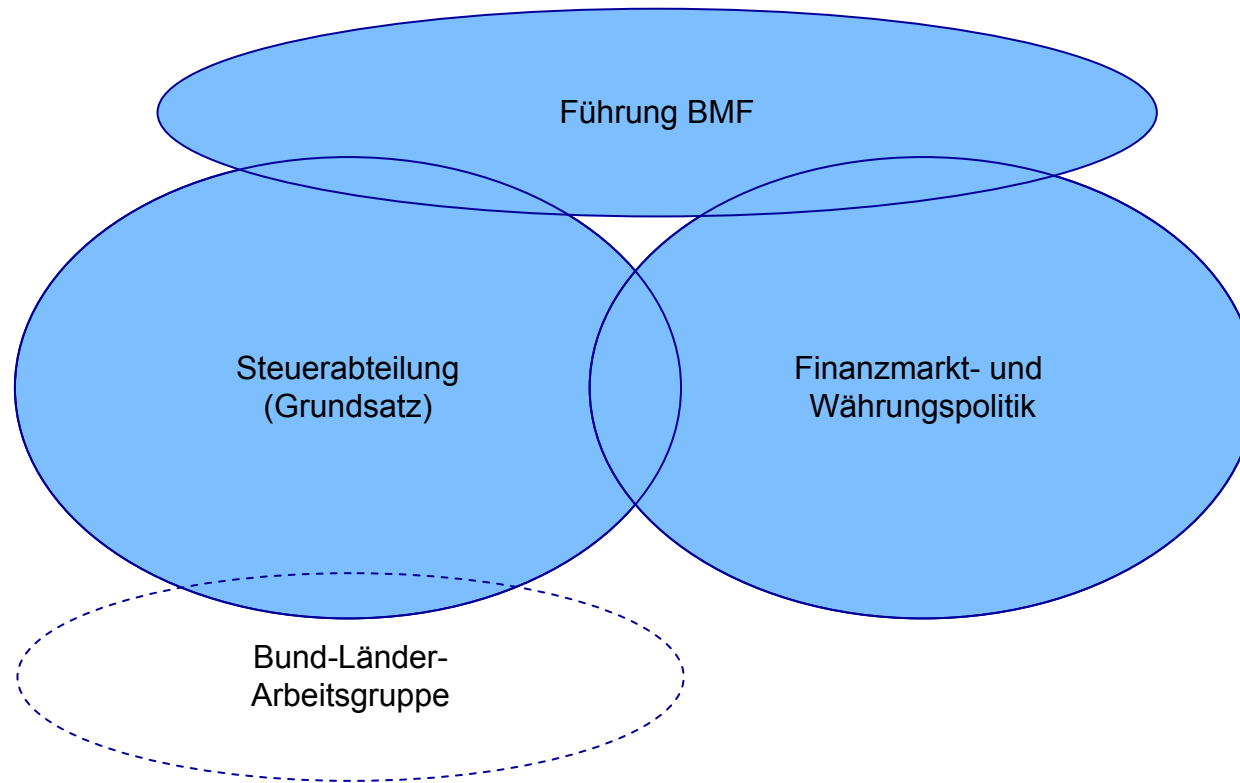 Führung BMF
Steuerabteilung
(Grundsatz)
Finanzmarkt- und
Währungspolitik
Bund-Länder-
Arbeitsgruppe